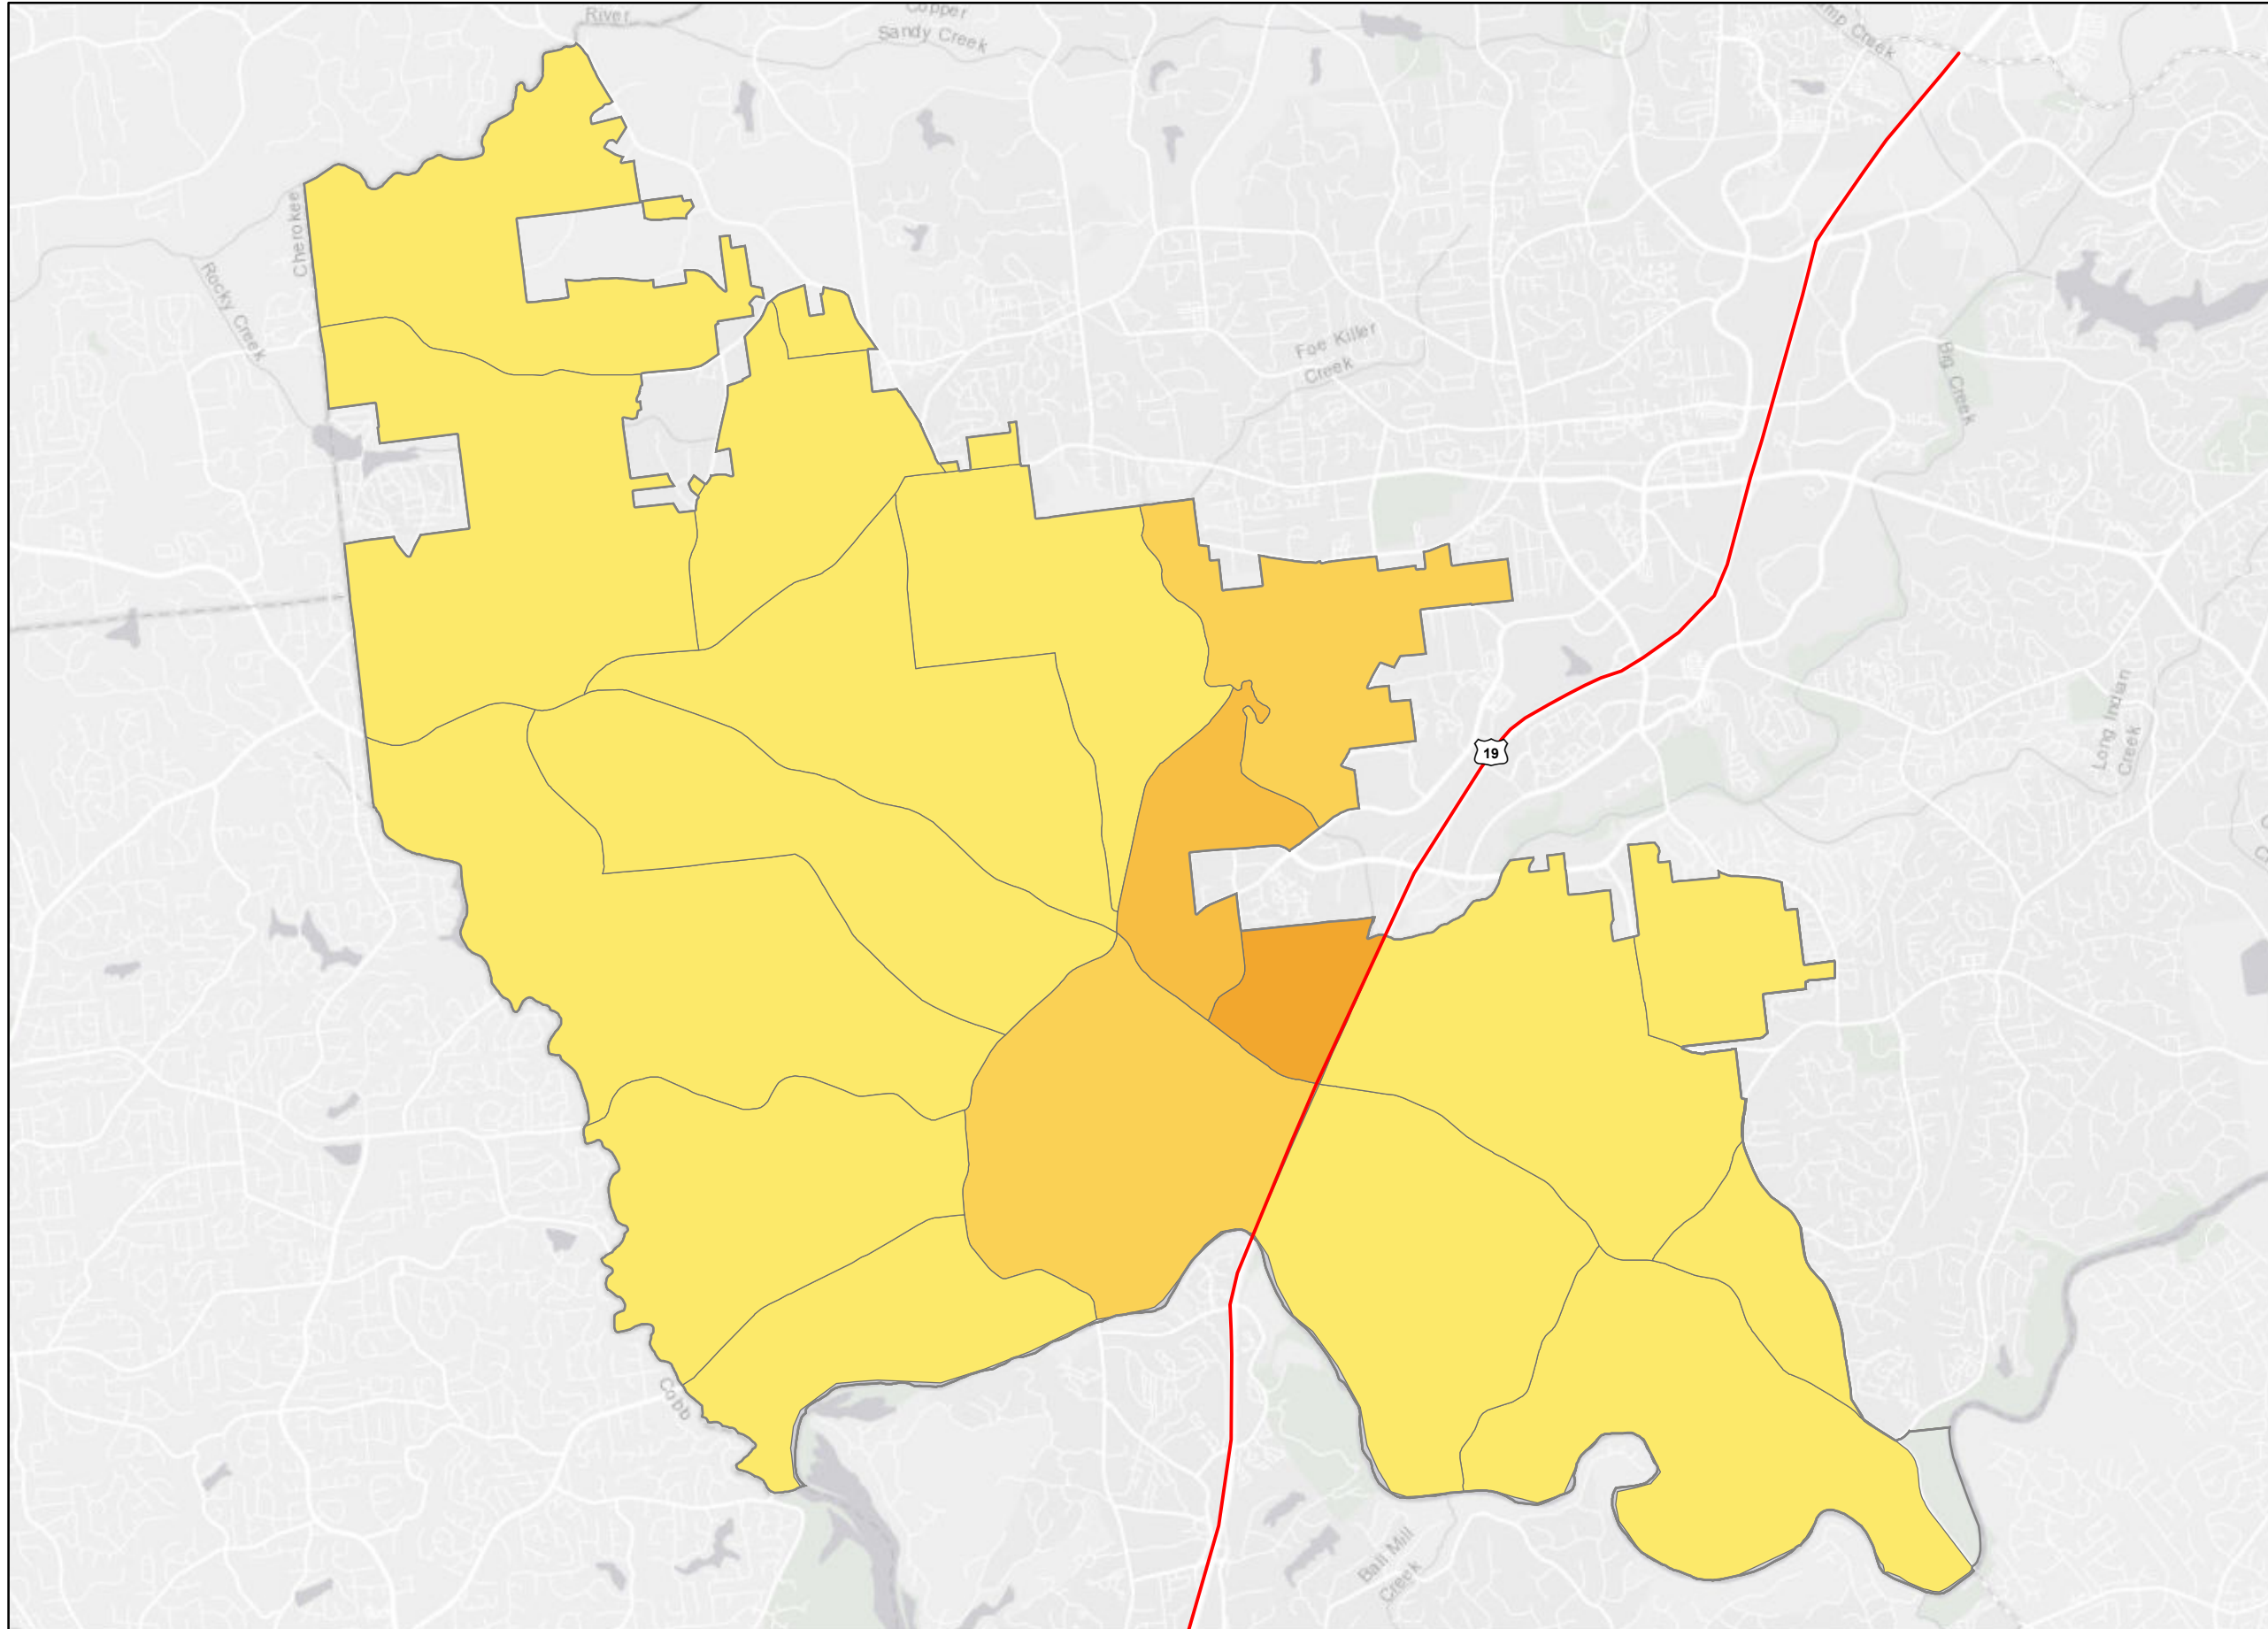 River
Copper
Sandy Creek
Camp Creek
Cherokee
Rocky Creek
Foe Killer
Creek
Big Creek
Long Indian
Creek
19
Cobb
Ball Mill
Creek